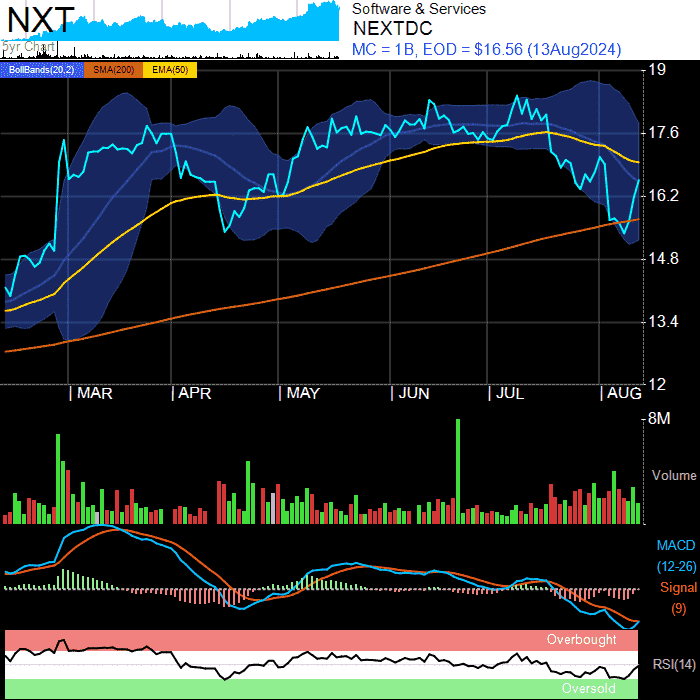 NXT
5yr Chart
Software & Services
NEXTDC
MC = 1B, EOD = $16.56 (13Aug2024)
BollBands(20,2) SMA(200) EMA(50)
19
17.6
16.2
14.8
13.4
12
MAR APR MAY JUN JUL AUG
8M
Volume
MACD
(12-26)
Signal
(9)
Overbought
RSI(14)
Oversold